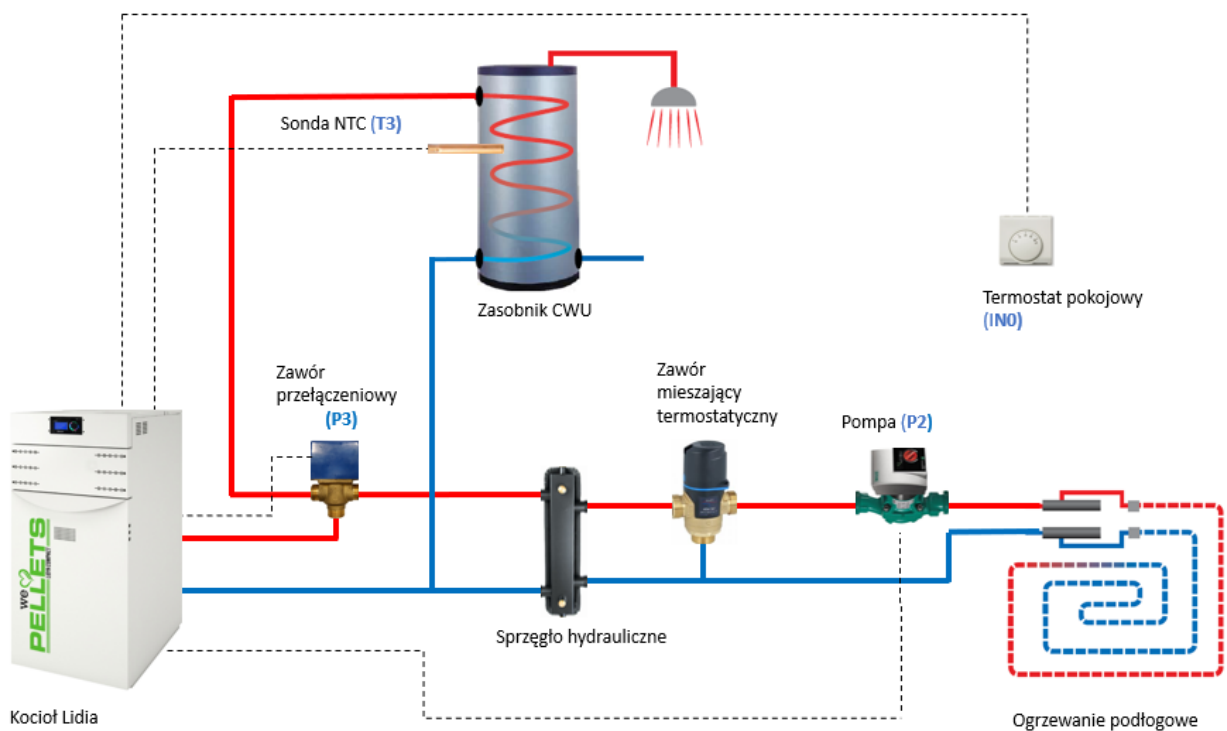 Sonda NTC (T3)
Zasobnik CWU
Termostat pokojowy
(IN0)
Zawór
przełączeniowy
(P3)
Zawór
mieszający
termostatyczny
Pompa (P2)
we
PELLETS
Sprzęgło hydrauliczne
Kocioł Lidia
Ogrzewanie podłogowe